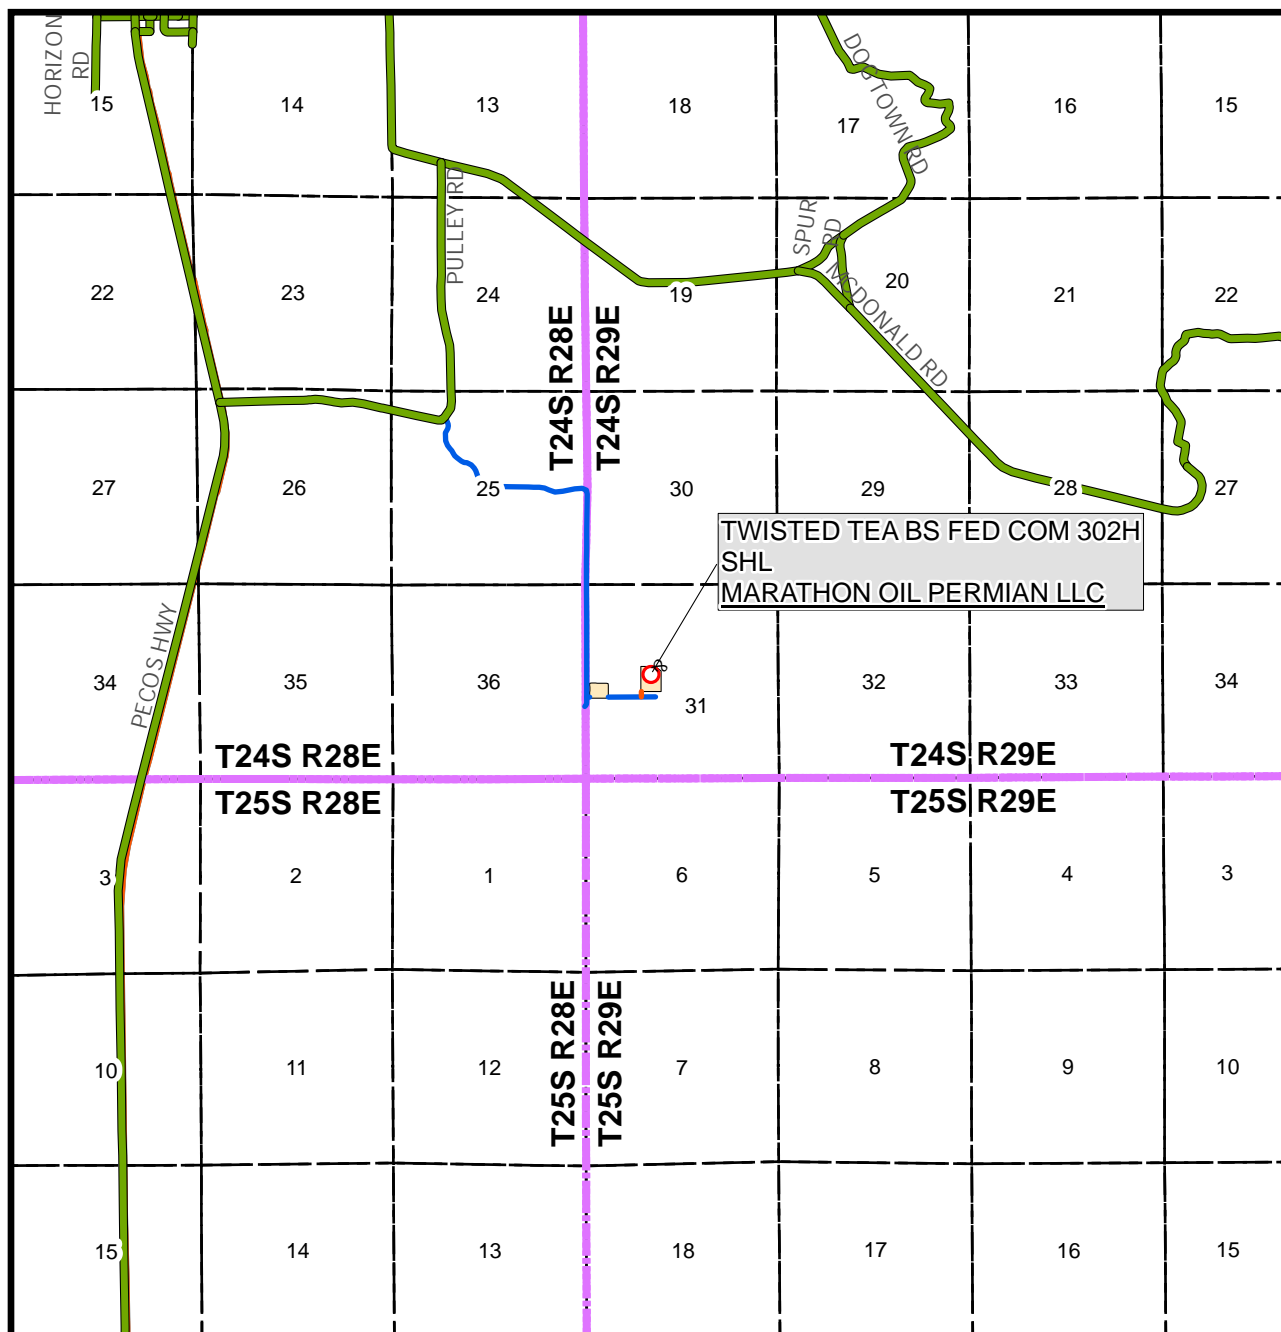 HORIZON
RD
15
14
13
18
17
DOGTOWN RD
16
15
PULLEY RD
SPUR
RD
MCDONALD RD
22
23
24
19
20
21
22
T24S R28E
T24S R29E
27
26
25
30
29
28
27
TWISTED TEA BS FED COM 302H
SHL
MARATHON OIL PERMIAN LLC
PECOS HWY
34
35
36
31
32
33
34
T24S R28E
T24S R29E
T25S R28E
T25S R29E
3
2
1
6
5
4
3
T25S R28E
T25S R29E
10
11
12
7
8
9
10
15
14
13
18
17
16
15